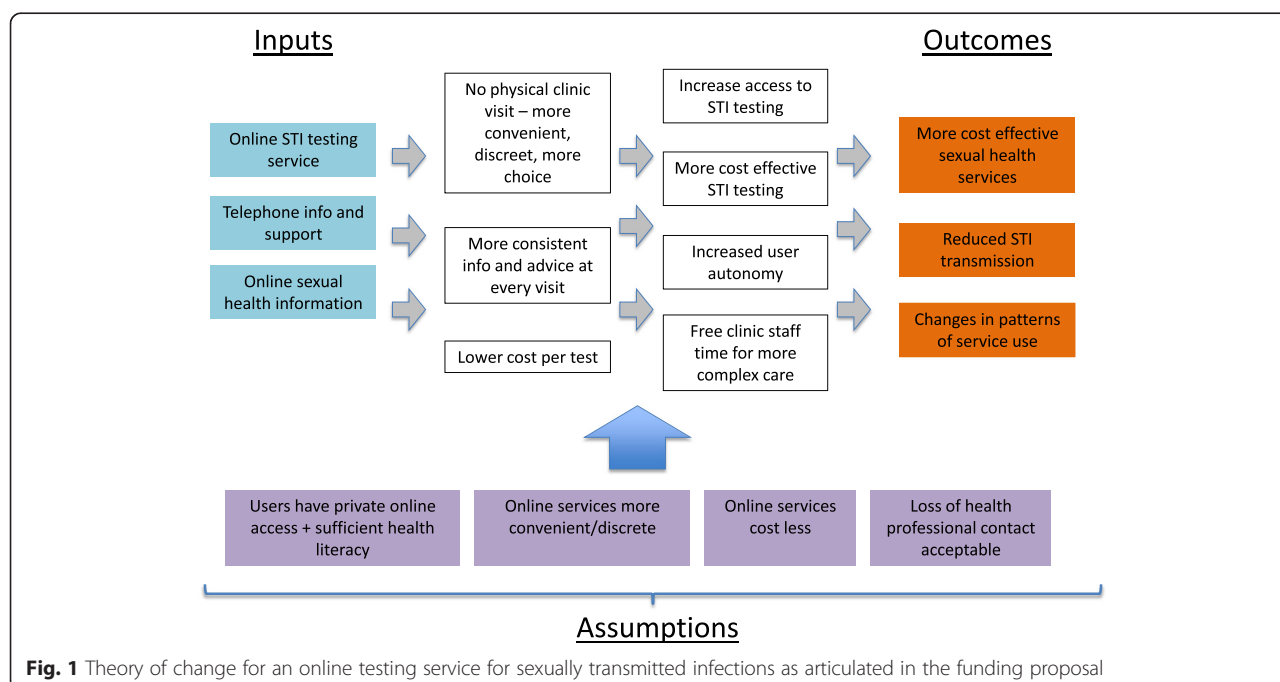 Inputs
Outcomes
Online STI testing
service
Telephone info and
support
Online sexual
health information
No physical clinic
visit – more
convenient,
discreet, more
choice
More consistent
info and advice at
every visit
Lower cost per test
Increase access to
STI testing
More cost effective
STI testing
Increased user
autonomy
Free clinic staff
time for more
complex care
More cost effective
sexual health
services
Reduced STI
transmission
Changes in patterns
of service use
Users have private online
access + sufficient health
literacy
Online services more
convenient/discrete
Online services
cost less
Loss of health
professional contact
acceptable
Assumptions
Fig. 1 Theory of change for an online testing service for sexually transmitted infections as articulated in the funding proposal